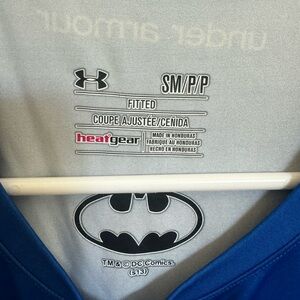 under armour
SM/P/P
FITTED
COUPE AJUSTÉE/CENIDA
heatgear
MADE IN HONDURAS
FABRIQUÉ AU HONDURAS
HECHO EN HONDURAS
TM & © DC Comics.
(S13)